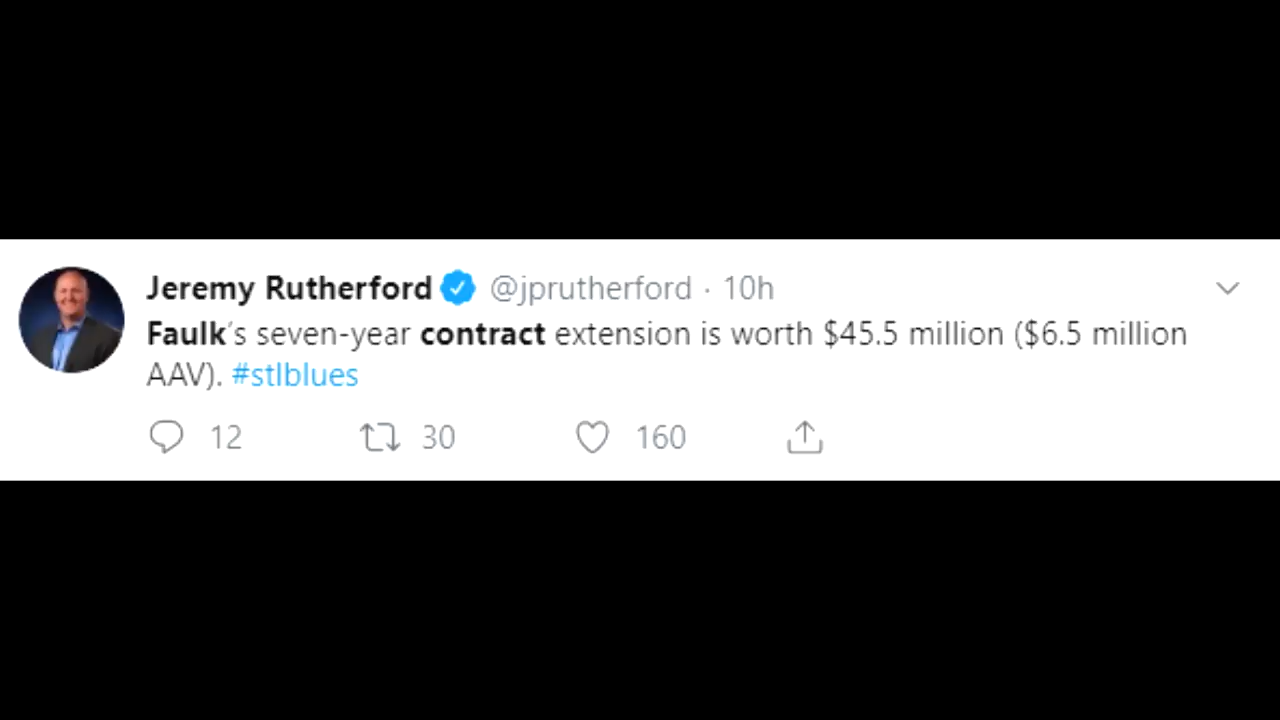 Jeremy Rutherford @jprutherford · 10h
Faulk's seven-year contract extension is worth $45.5 million ($6.5 million
AAV). #stlblues
12 30 160